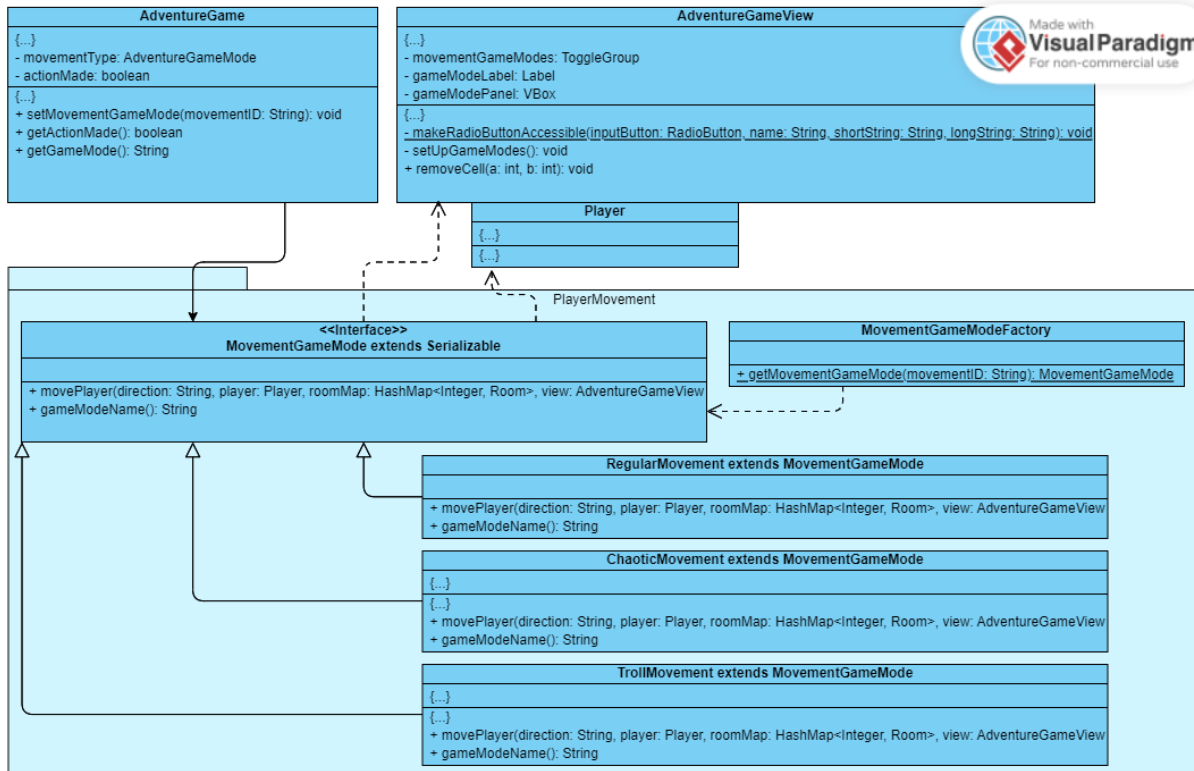 AdventureGame
{...}
- movementType: AdventureGameMode
- actionMade: boolean
{...}
+ setMovementGameMode(movementID: String): void
+ getActionMade(): boolean
+ getGameMode(): String
AdventureGameView
{...}
- movementGameModes: ToggleGroup
- gameModeLabel: Label
- gameModePanel: VBox
{...}
- makeRadioButtonAccessible(inputButton: RadioButton, name: String, shortString: String, longString: String): void
- setUpGameModes(): void
+ removeCell(a: int, b: int): void
Made with
Visual Paradigm
For non-commercial use
Player
{...}
{...}
PlayerMovement
<<Interface>>
MovementGameMode extends Serializable
+ movePlayer(direction: String, player: Player, roomMap: HashMap<Integer, Room>, view: AdventureGameView
+ gameModeName(): String
MovementGameModeFactory
+ getMovementGameMode(movementID: String): MovementGameMode
RegularMovement extends MovementGameMode
+ movePlayer(direction: String, player: Player, roomMap: HashMap<Integer, Room>, view: AdventureGameView
+ gameModeName(): String
ChaoticMovement extends MovementGameMode
{...}
{...}
+ movePlayer(direction: String, player: Player, roomMap: HashMap<Integer, Room>, view: AdventureGameView
+ gameModeName(): String
TrollMovement extends MovementGameMode
{...}
{...}
+ movePlayer(direction: String, player: Player, roomMap: HashMap<Integer, Room>, view: AdventureGameView
+ gameModeName(): String